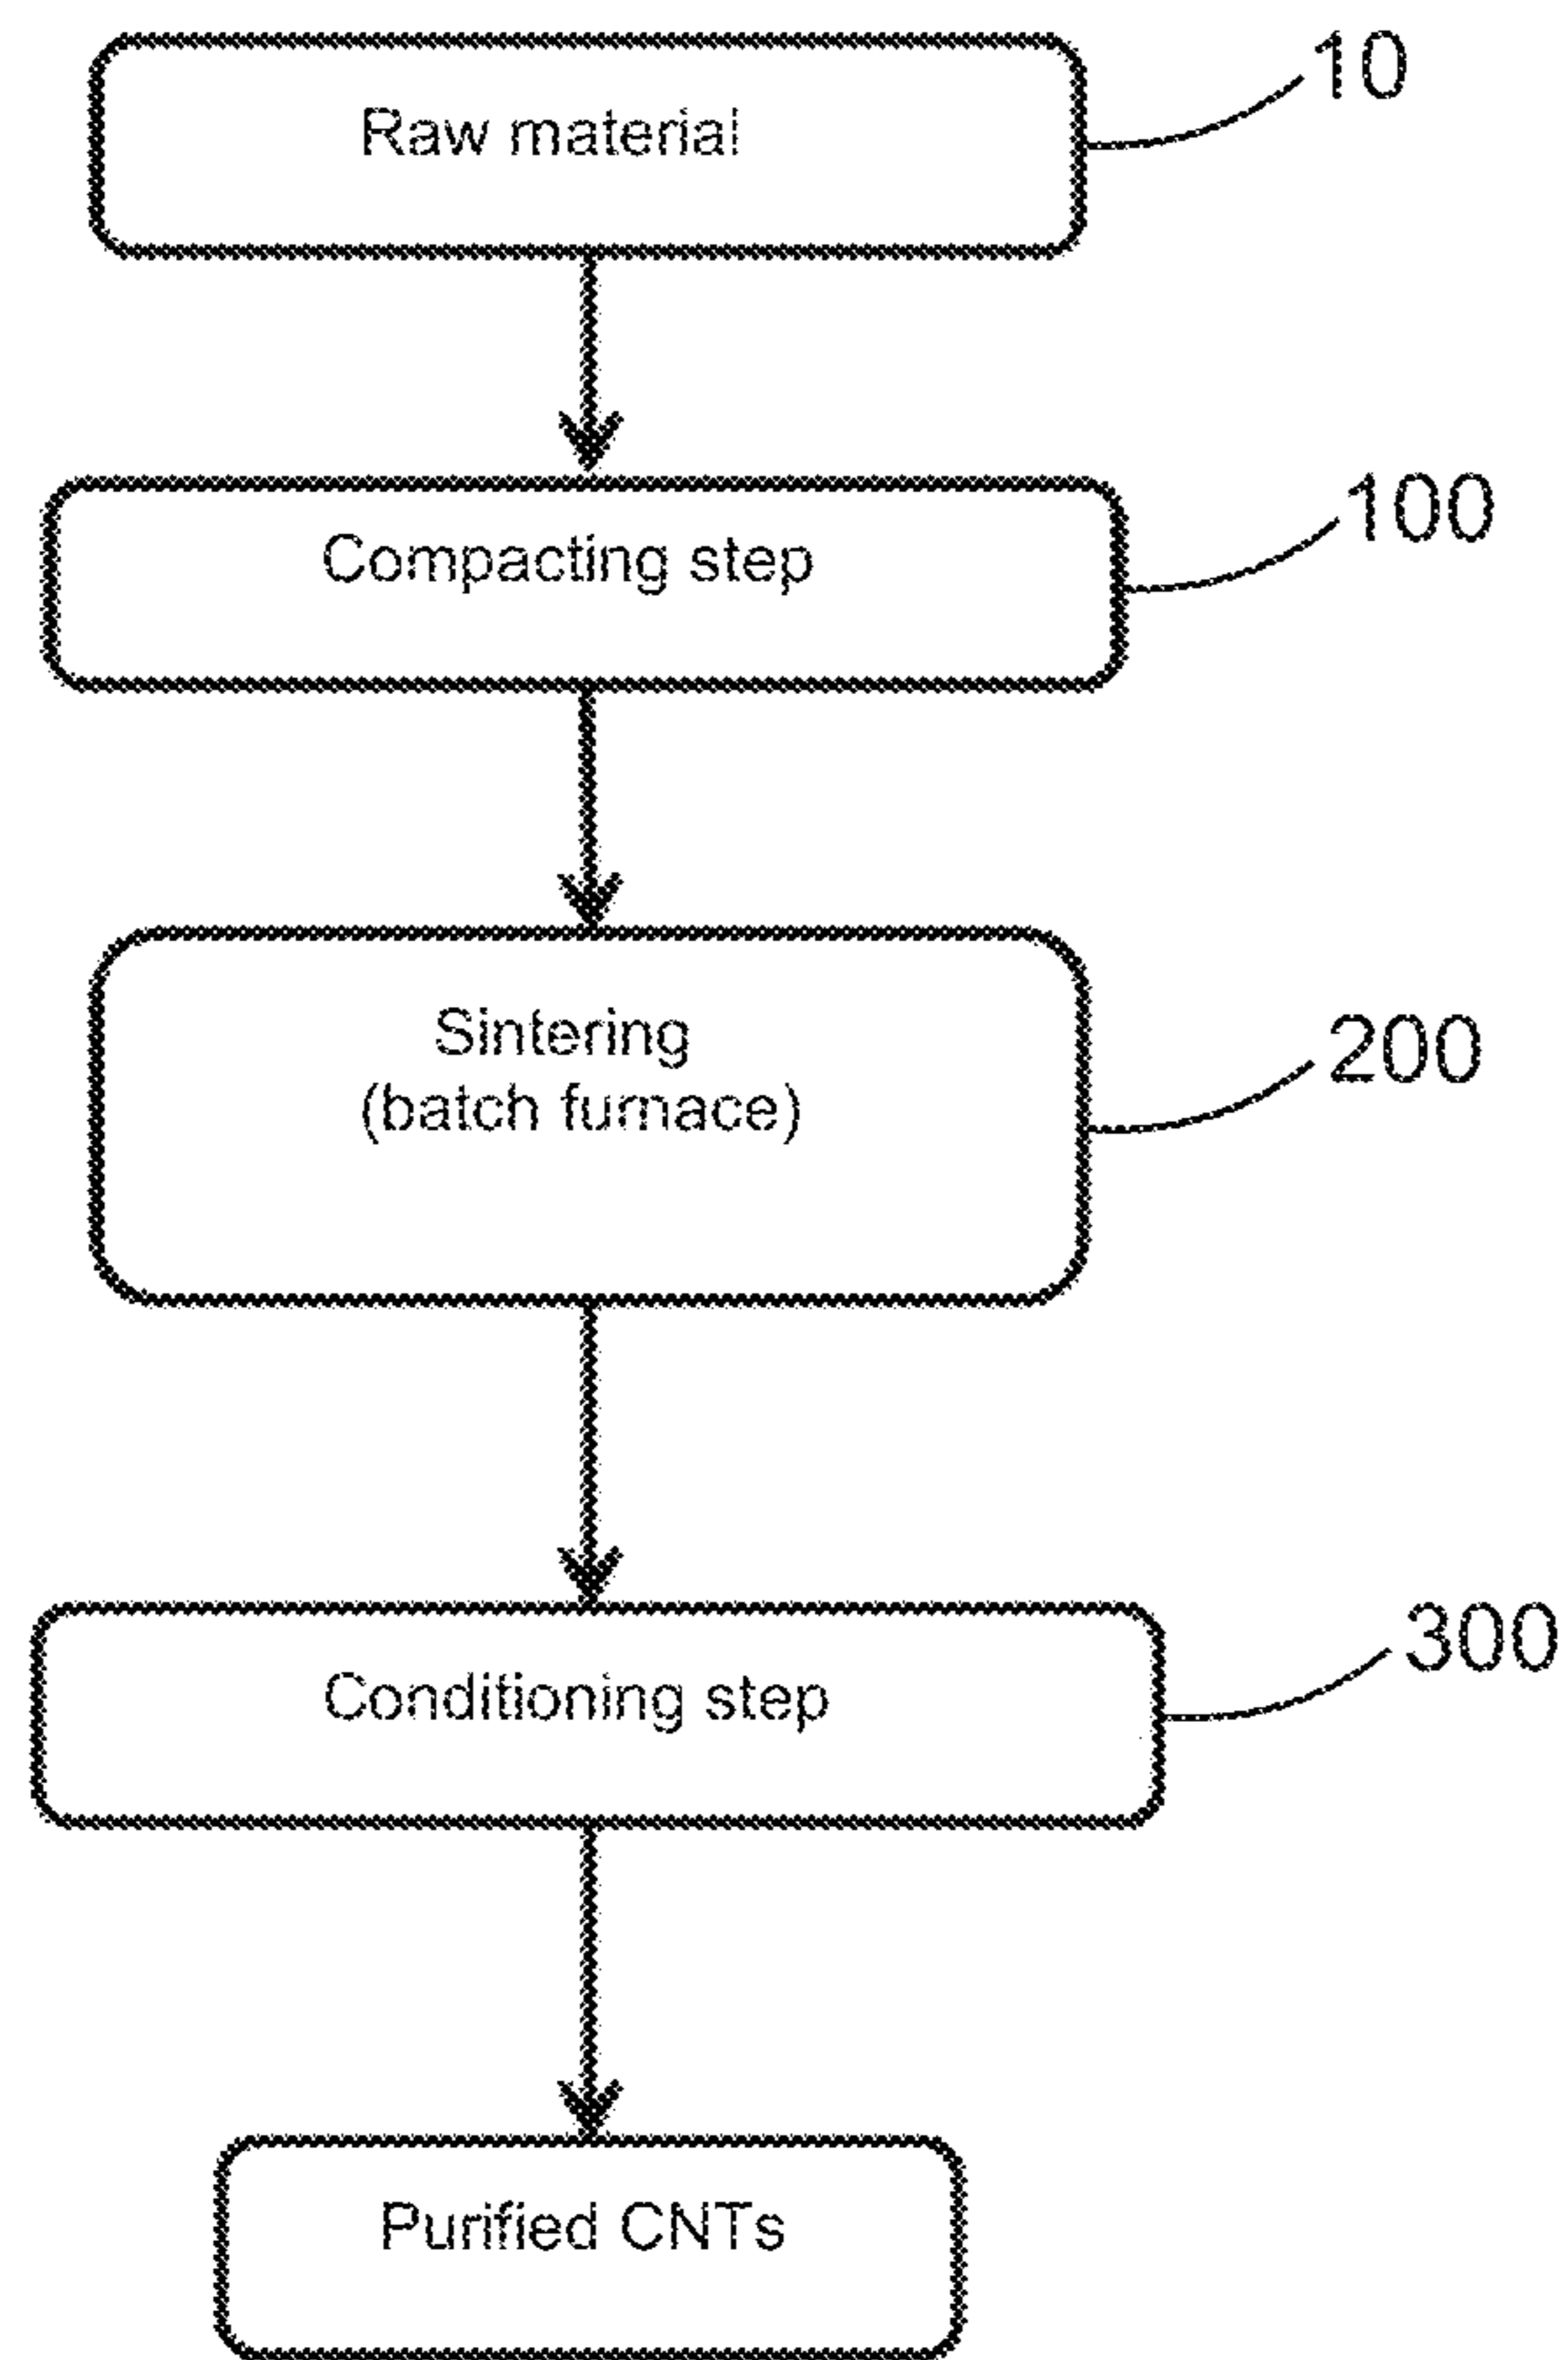 Raw material
10
Compacting step
100
Sintering
(batch furnace)
200
Conditioning step
300
Purified CNTs